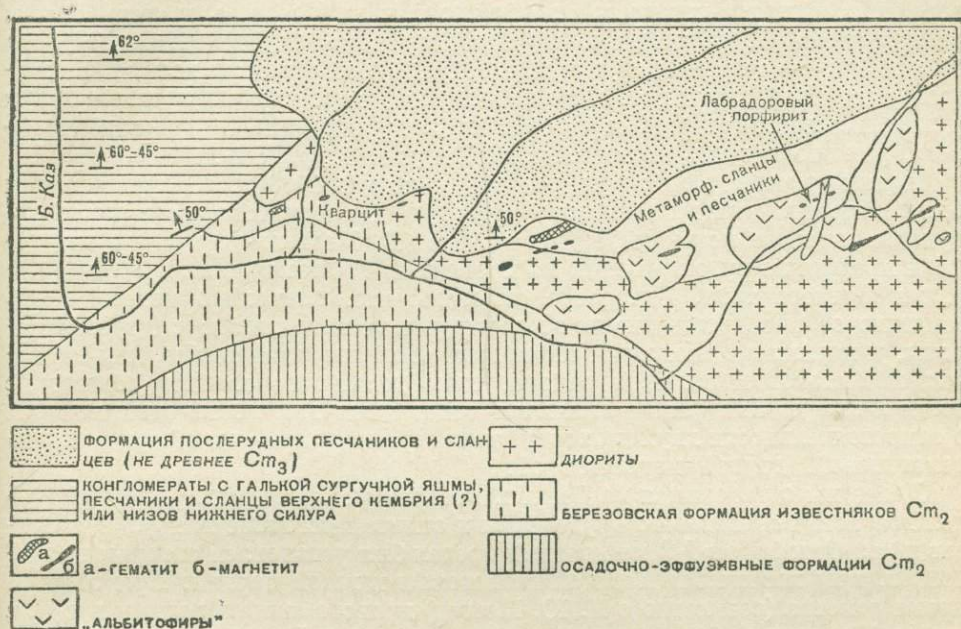 62°
Лабрадоровый
порфирит
60°-45°
Б. Каз
Метаморф. сланцы
и песчаники
50°
Кварцит
50°
60°-45°
ФОРМАЦИЯ ПОСЛЕРУДНЫХ ПЕСЧАНИКОВ И СЛАН-
ЦЕВ (НЕ ДРЕВНЕЕ Cm3)
КОНГЛОМЕРАТЫ С ГАЛЬКОЙ СУРГУЧНОЙ ЯШМЫ,
ПЕСЧАНИКИ И СЛАНЦЫ ВЕРХНЕГО КЕМБРИЯ (?)
ИЛИ НИЗОВ НИЖНЕГО СИЛУРА
а б а-ГЕМАТИТ б-МАГНЕТИТ
„АЛЬБИТОФИРЫ"
ДИОРИТЫ
БЕРЕЗОВСКАЯ ФОРМАЦИЯ ИЗВЕСТНЯКОВ Cm2
ОСАДОЧНО-ЭФФУЗИВНЫЕ ФОРМАЦИИ Cm2